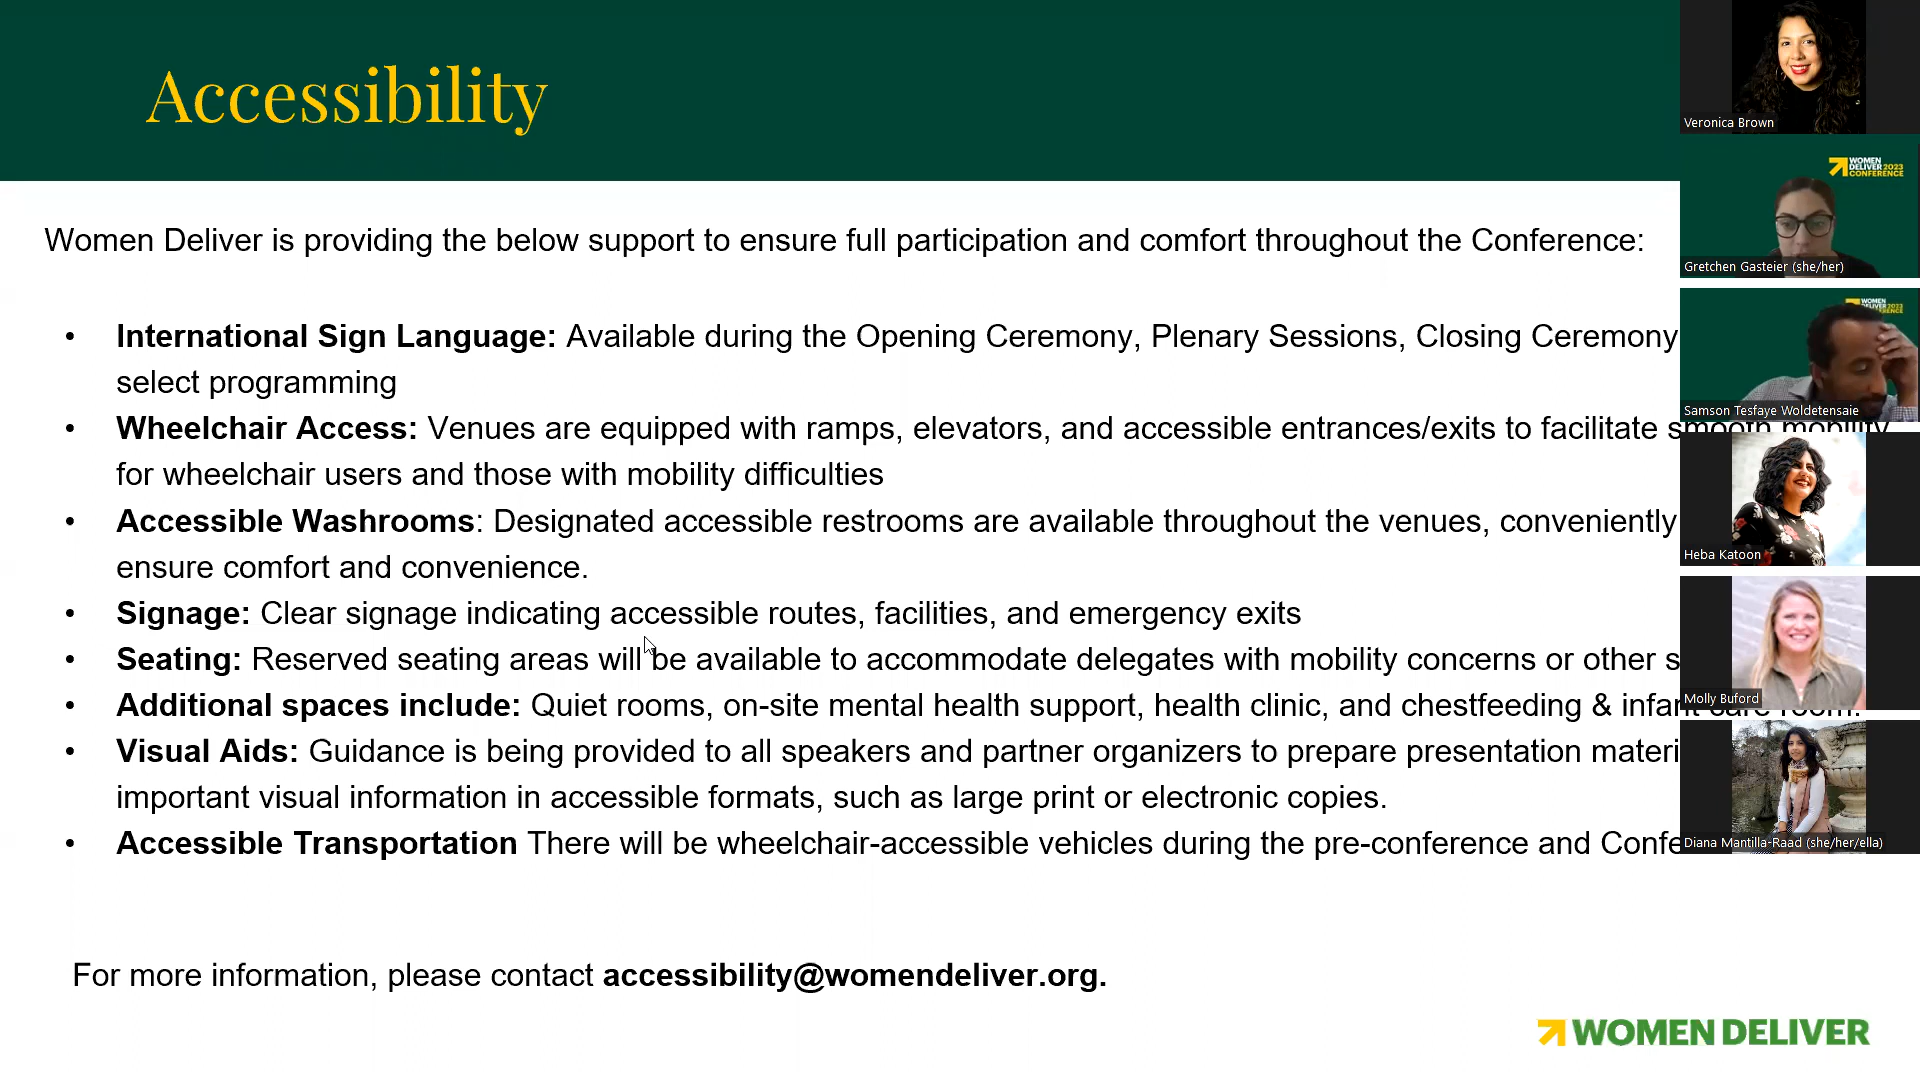 Accessibility
Women Deliver is providing the below support to ensure full participation and comfort throughout the Conference:
• International Sign Language: Available during the Opening Ceremony, Plenary Sessions, Closing Ceremony
select programming
• Wheelchair Access: Venues are equipped with ramps, elevators, and accessible entrances/exits to facilitate smooth mobility
for wheelchair users and those with mobility difficulties
• Accessible Washrooms: Designated accessible restrooms are available throughout the venues, conveniently
ensure comfort and convenience.
• Signage: Clear signage indicating accessible routes, facilities, and emergency exits
• Seating: Reserved seating areas will be available to accommodate delegates with mobility concerns or other
• Additional spaces include: Quiet rooms, on-site mental health support, health clinic, and chestfeeding & infant care room.
• Visual Aids: Guidance is being provided to all speakers and partner organizers to prepare presentation
important visual information in accessible formats, such as large print or electronic copies.
• Accessible Transportation There will be wheelchair-accessible vehicles during the pre-conference and
For more information, please contact accessibility@womendeliver.org.
WOMEN DELIVER
Veronica Brown
WOMEN
DELIVER 2023
CONFERENCE
Gretchen Gasteier (she/her)
WOMEN
DELIVER 2023
Samson Tesfaye Woldetensaie
Heba Katoon
Molly Buford
Diana Mantilla-Raad (she/her/ella)